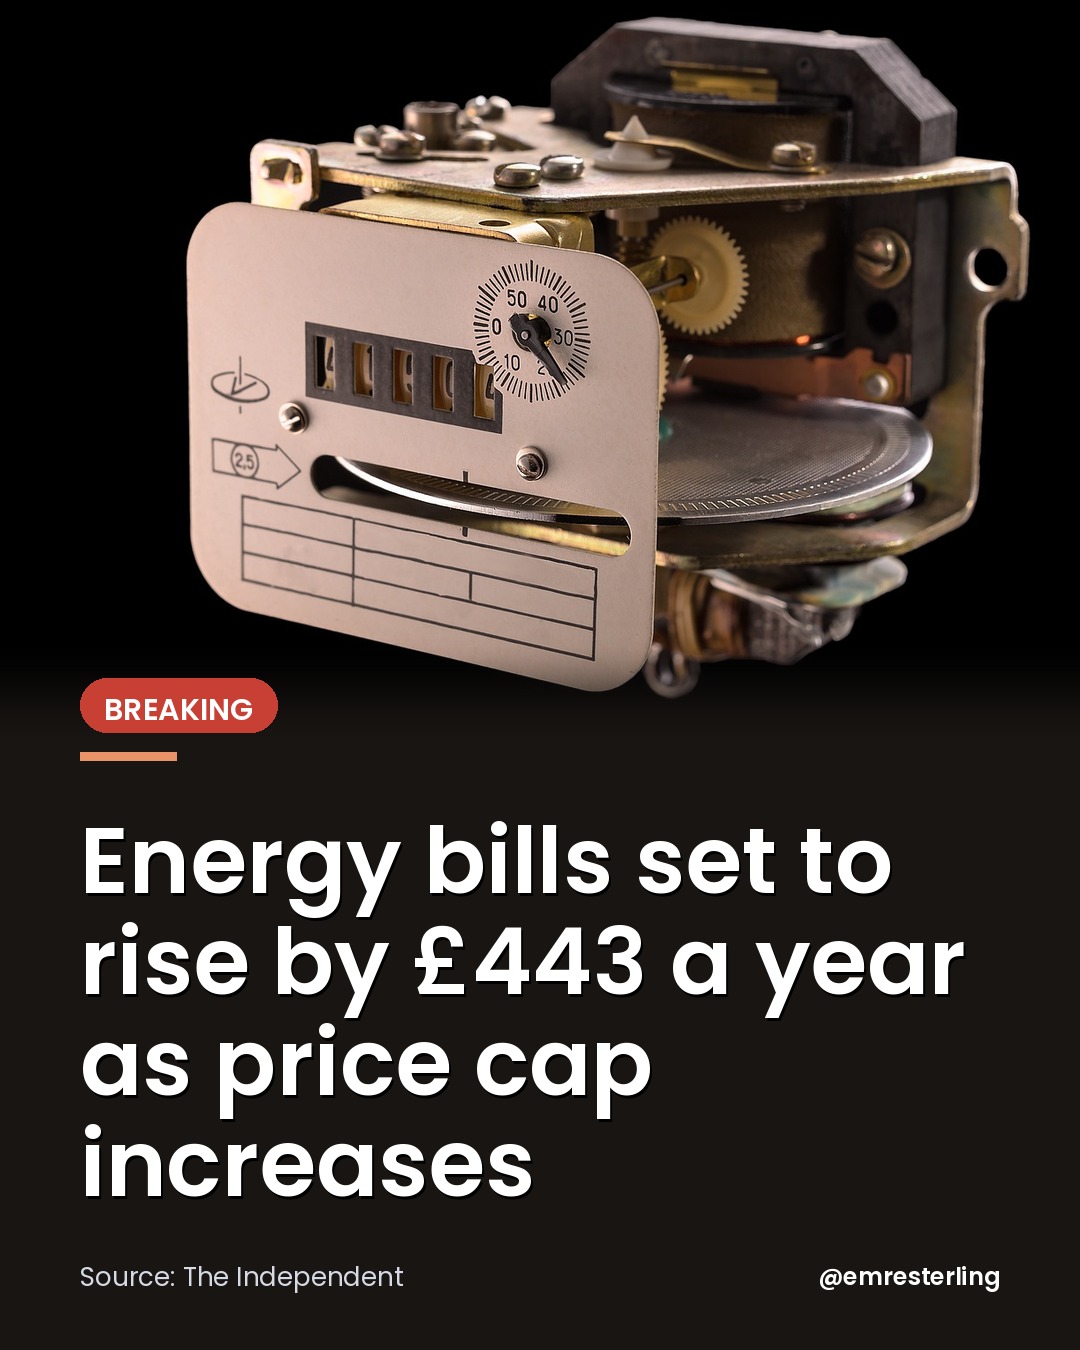 50 40
0 30
10
2,5
BREAKING
Energy bills set to
rise by £443 a year
as price cap
increases
Source: The Independent
@emresterling